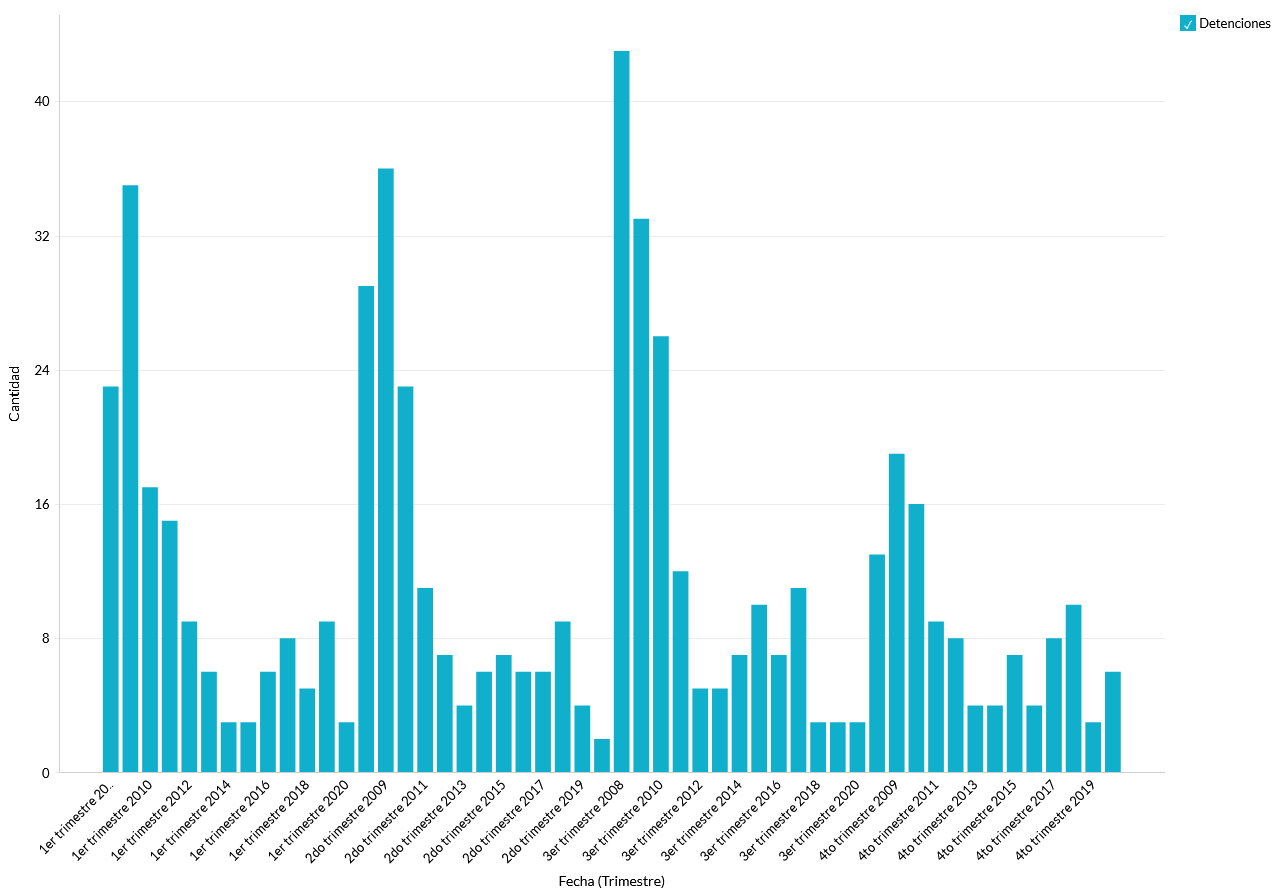 Detenciones
Cantidad
40
32
24
16
8
0
1er trimestre 20..
1er trimestre 2010
1er trimestre 2012
1er trimestre 2014
1er trimestre 2016
1er trimestre 2018
1er trimestre 2020
2do trimestre 2009
2do trimestre 2011
2do trimestre 2013
2do trimestre 2015
2do trimestre 2017
2do trimestre 2019
3er trimestre 2008
3er trimestre 2010
3er trimestre 2012
3er trimestre 2014
3er trimestre 2016
3er trimestre 2018
3er trimestre 2020
4to trimestre 2009
4to trimestre 2011
4to trimestre 2013
4to trimestre 2015
4to trimestre 2017
4to trimestre 2019
Fecha (Trimestre)